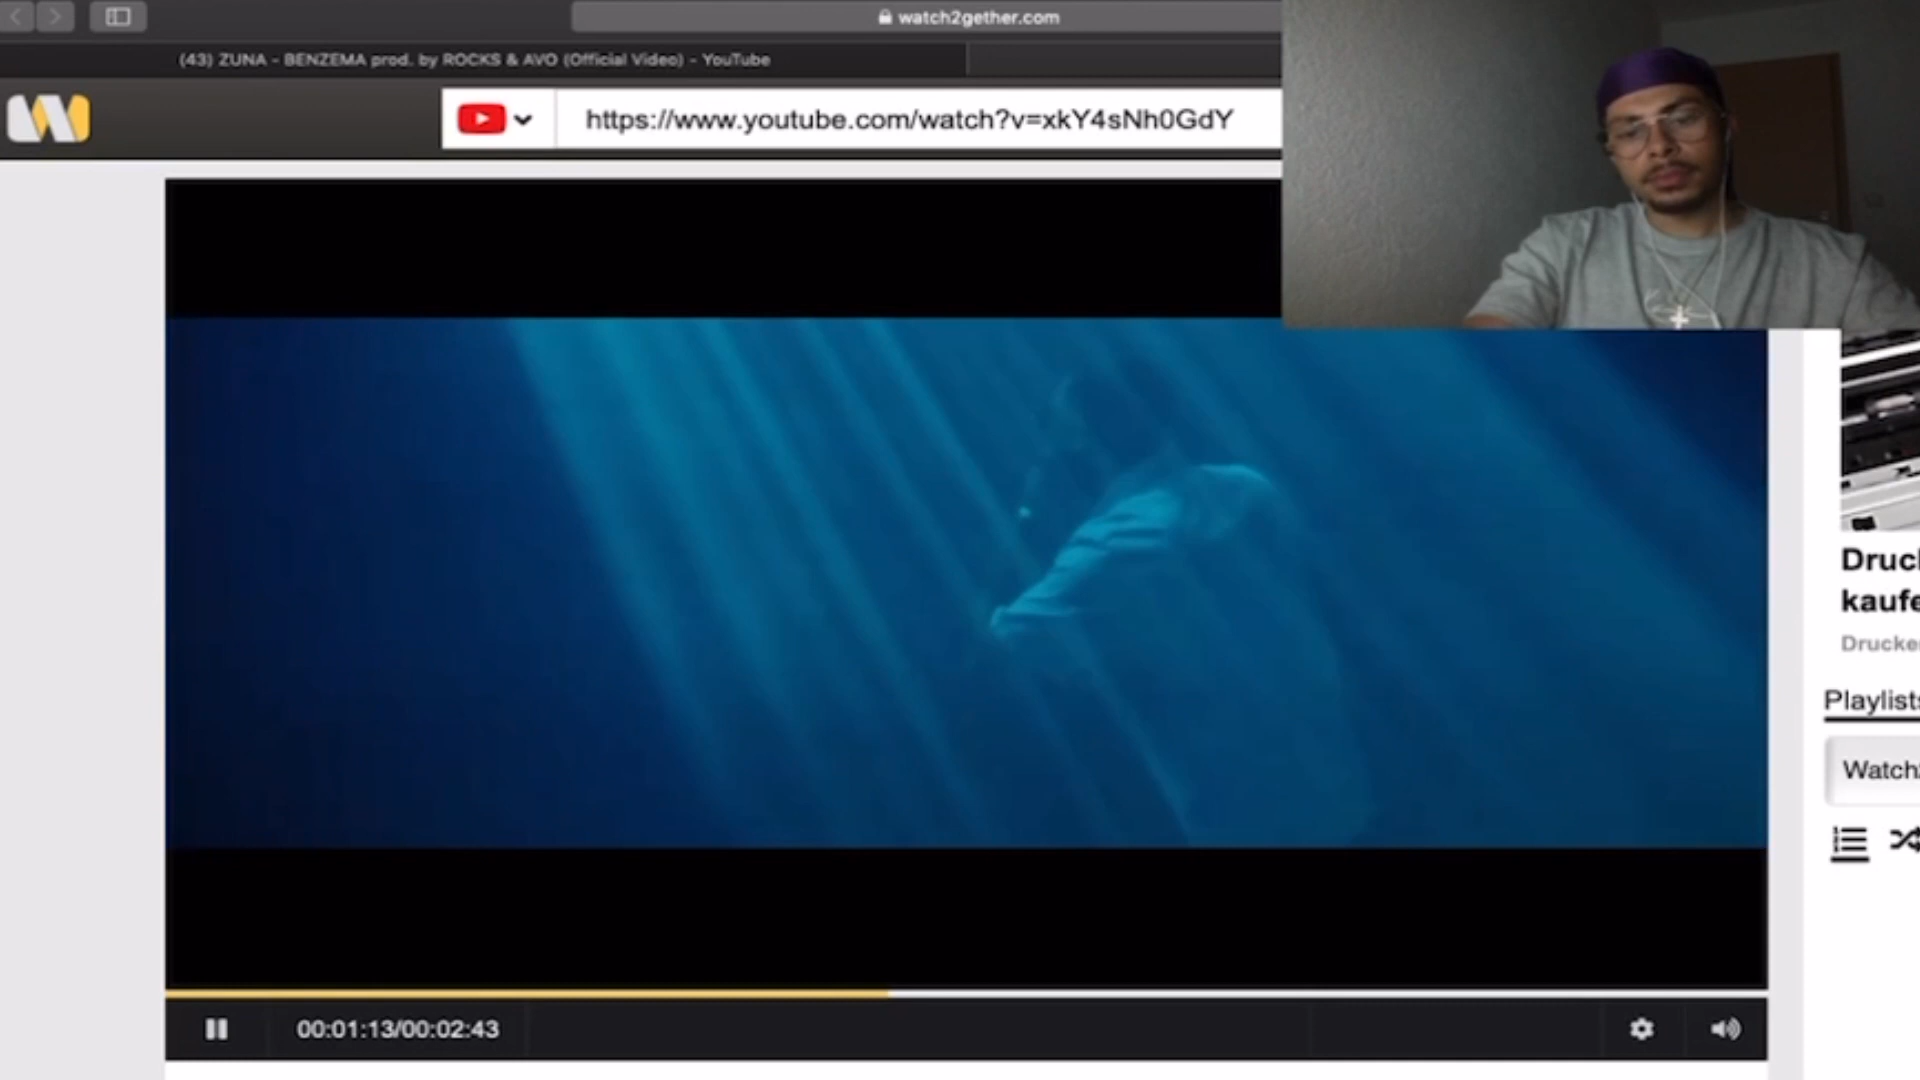 watch2gether.com
(43) ZUNA - BENZEMA prod. by ROCKS & AVO (Official Video) - YouTube
https://www.youtube.com/watch?v=xkY4sNh0GdY
Druc
kaufe
Drucke
Playlists
Watch2
00:01:13/00:02:43